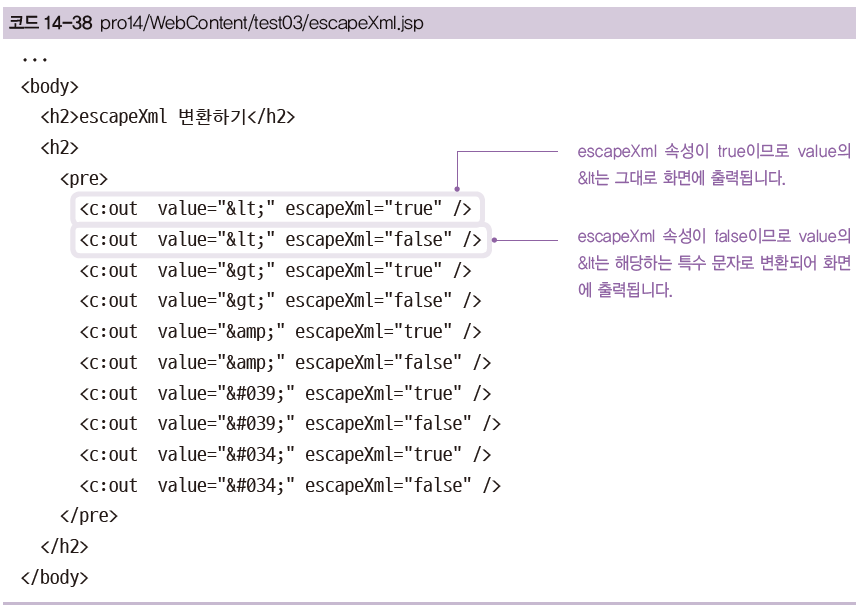 코드 14-38 pro14/WebContent/test03/escapeXml.jsp
...
<body>
  <h2>escapeXml 변환하기</h2>
  <h2>
    <pre>
      <c:out  value="&lt;" escapeXml="true" />
      <c:out  value="&lt;" escapeXml="false" />
      <c:out  value="&gt;" escapeXml="true" />
      <c:out  value="&gt;" escapeXml="false" />
      <c:out  value="&amp;" escapeXml="true" />
      <c:out  value="&amp;" escapeXml="false" />
      <c:out  value="&#039;" escapeXml="true" />
      <c:out  value="&#039;" escapeXml="false" />
      <c:out  value="&#034;" escapeXml="true" />
      <c:out  value="&#034;" escapeXml="false" />
    </pre>
  </h2>
</body>
escapeXml 속성이 true이므로 value의
&lt는 그대로 화면에 출력됩니다.
escapeXml 속성이 false이므로 value의
&lt는 해당하는 특수 문자로 변환되어 화면
에 출력됩니다.